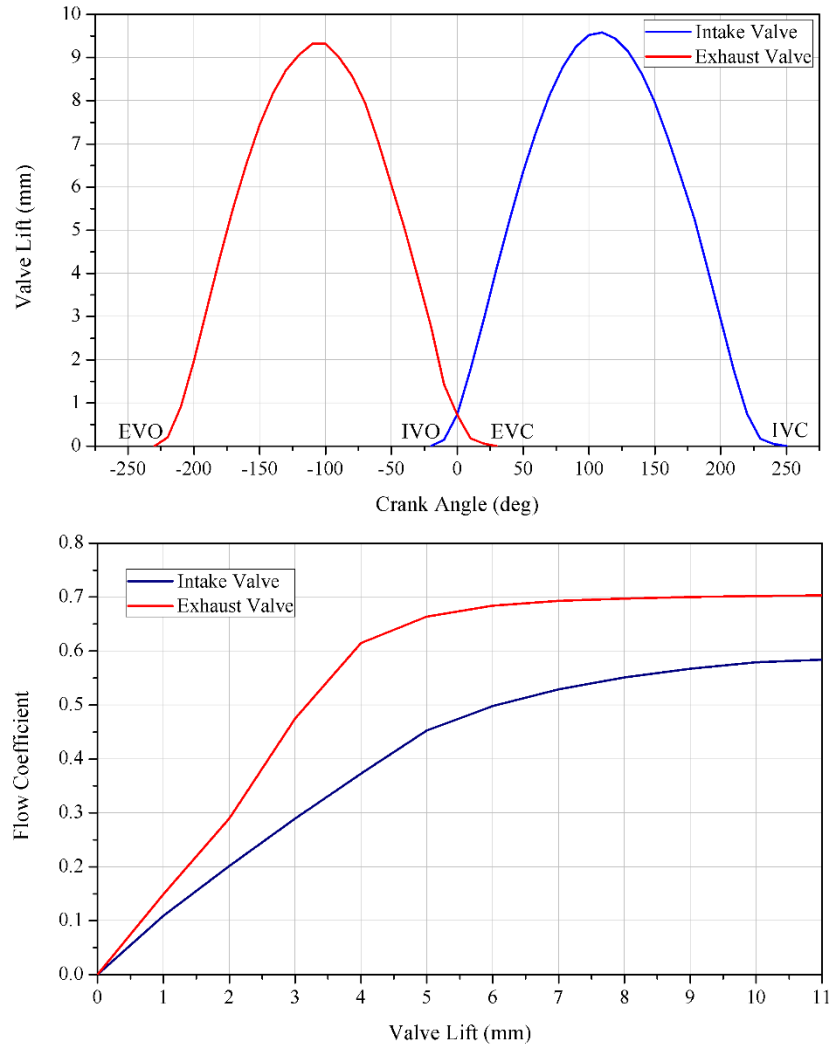 10
9
8
7
6
5
4
3
2
1
0
Valve Lift (mm)
Intake Valve
Exhaust Valve
EVO
IVO
EVC
IVC
-250 -200 -150 -100 -50 0 50 100 150 200 250
Crank Angle (deg)
0.8
0.7
0.6
0.5
0.4
0.3
0.2
0.1
0.0
Flow Coefficient
Intake Valve
Exhaust Valve
0 1 2 3 4 5 6 7 8 9 10 11
Valve Lift (mm)